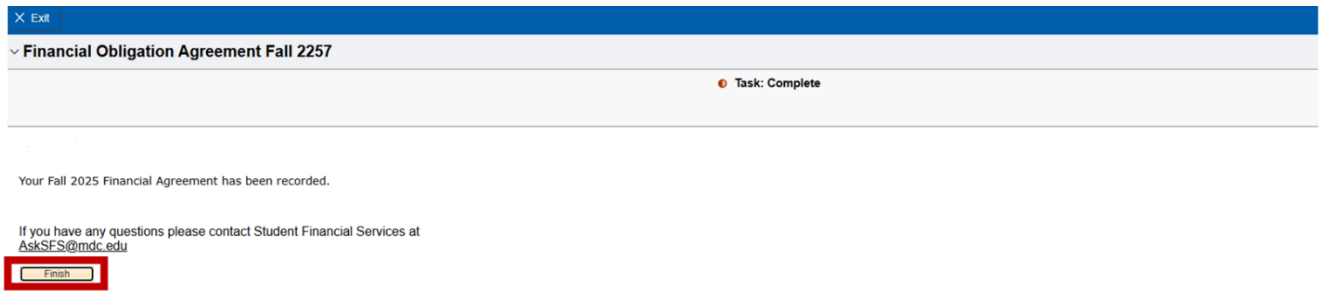 X Exit
Financial Obligation Agreement Fall 2257
Task: Complete
Your Fall 2025 Financial Agreement has been recorded.
If you have any questions please contact Student Financial Services at
AskSFS@mdc.edu
Finish